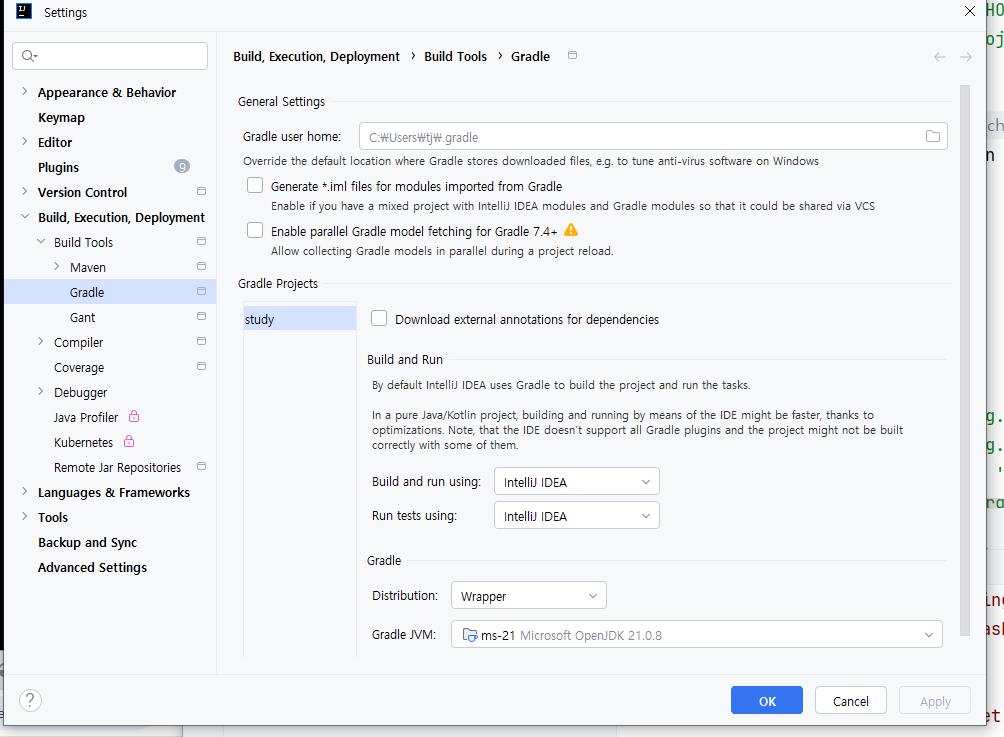 Settings
Build, Execution, Deployment › Build Tools › Gradle
Appearance & Behavior
Keymap
Editor
Plugins 9
Version Control
Build, Execution, Deployment
Build Tools
Maven
Gradle
Gant
Compiler
Coverage
Debugger
Java Profiler
Kubernetes
Remote Jar Repositories
Languages & Frameworks
Tools
Backup and Sync
Advanced Settings
General Settings
Gradle user home: C:₩Users₩tj₩.gradle
Override the default location where Gradle stores downloaded files, e.g. to tune anti-virus software on Windows
Generate *.iml files for modules imported from Gradle
Enable if you have a mixed project with IntelliJ IDEA modules and Gradle modules so that it could be shared via VCS
Enable parallel Gradle model fetching for Gradle 7.4+
Allow collecting Gradle models in parallel during a project reload.
Gradle Projects
study
Download external annotations for dependencies
Build and Run
By default IntelliJ IDEA uses Gradle to build the project and run the tasks.
In a pure Java/Kotlin project, building and running by means of the IDE might be faster, thanks to
optimizations. Note, that the IDE doesn't support all Gradle plugins and the project might not be built
correctly with some of them.
Build and run using: IntelliJ IDEA
Run tests using: IntelliJ IDEA
Gradle
Distribution: Wrapper
Gradle JVM: ms-21 Microsoft OpenJDK 21.0.8
? OK Cancel Apply